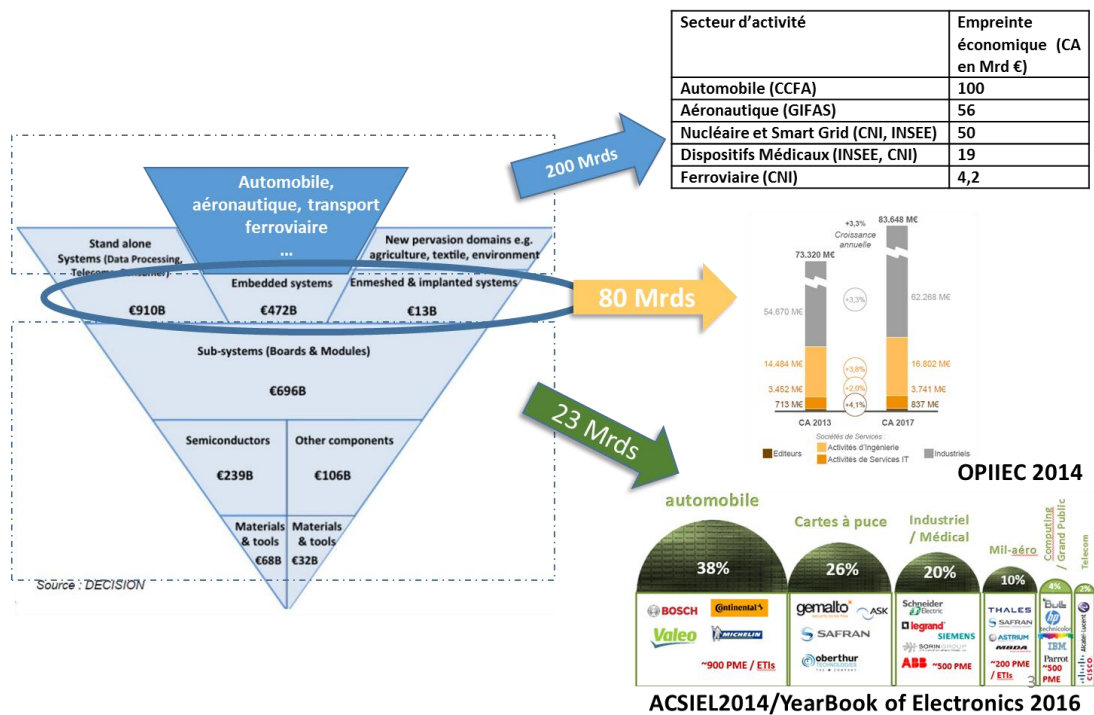 Secteur d’activité
Empreinte
économique (CA
en Mrd €)
Automobile (CCFA)
100
Aéronautique (GIFAS)
56
Nucléaire et Smart Grid (CNI, INSEE)
50
Dispositifs Médicaux (INSEE, CNI)
19
Ferroviaire (CNI)
4,2
200 Mrds
Automobile,
aéronautique, transport
ferroviaire
...
Stand alone
Systems (Data Processing,
New pervasion domains e.g.
agriculture, textile, environment
Embedded systems
Enmeshed & implanted systems
€910B
€472B
€13B
80 Mrds
Sub-systems (Boards & Modules)
€696B
Semiconductors
Other components
€239B
€106B
Materials
& tools
€68B
Materials &
tools
€32B
Source : DECISION
23 Mrds
+3,3%
Croissance
annuelle
73.320 M€
83.648 M€
+3,3%
54.670 M€
62.268 M€
14.484 M€
+3,8%
16.802 M€
3.452 M€
+2,0%
3.741 M€
713 M€
+4,1%
837 M€
CA 2013
CA 2017
Sociétés de Services :
Editeurs
Activités d'Ingénierie
Activités de Services IT
Industriels
OPIIEC 2014
automobile
Cartes à puce
Industriel
/ Médical
Mil-aéro
Computing
/ Grand Public
Telecom
38%
26%
20%
10%
4%
2%
BOSCH
Continental
Valeo
MICHELIN
~900 PME / ETIs
gemalto
ASK
SAFRAN
oberthur
TECHNOLOGIES
Schneider
Electric
legrand
SIEMENS
SORIN GROUP
ABB
~500 PME
THALES
SAFRAN
ASTRIUM
MBDA
~200 PME
/ ETIs
Bull
hp
technicolor
IBM
Parrot
~500
PME
Alcatel-Lucent
CISCO
3
ACSIEL2014/YearBook of Electronics 2016